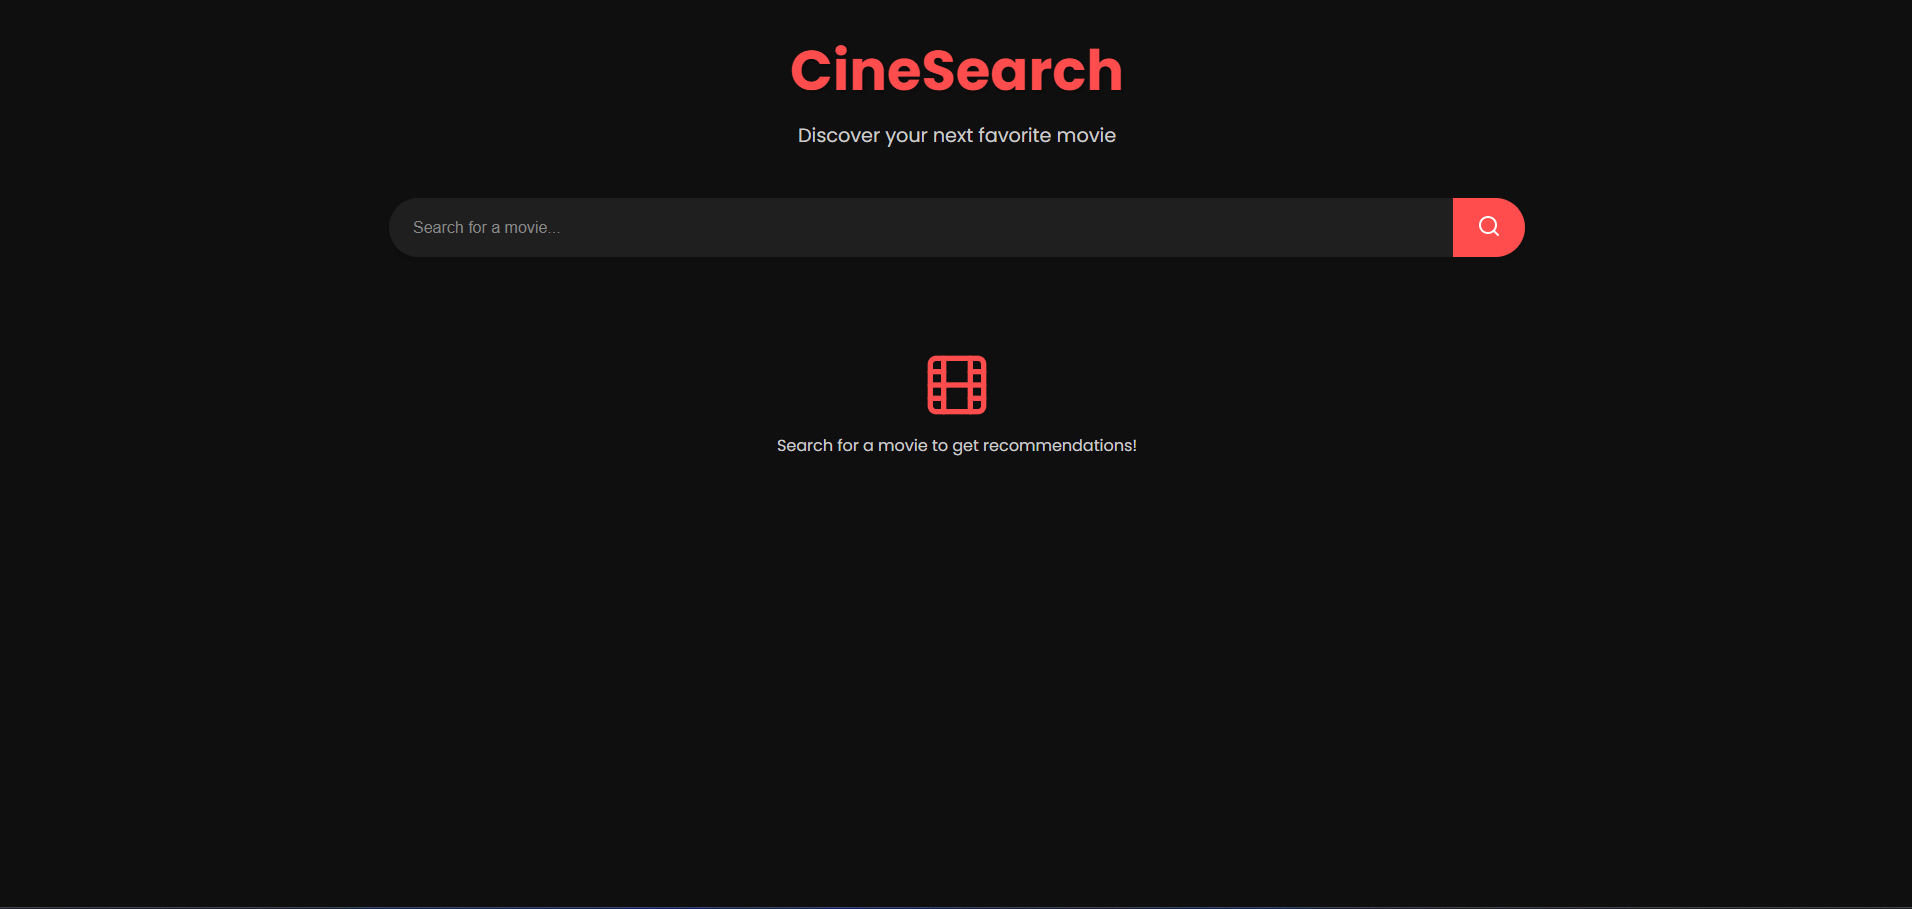 CineSearch
Discover your next favorite movie
Search for a movie...
Search for a movie to get recommendations!